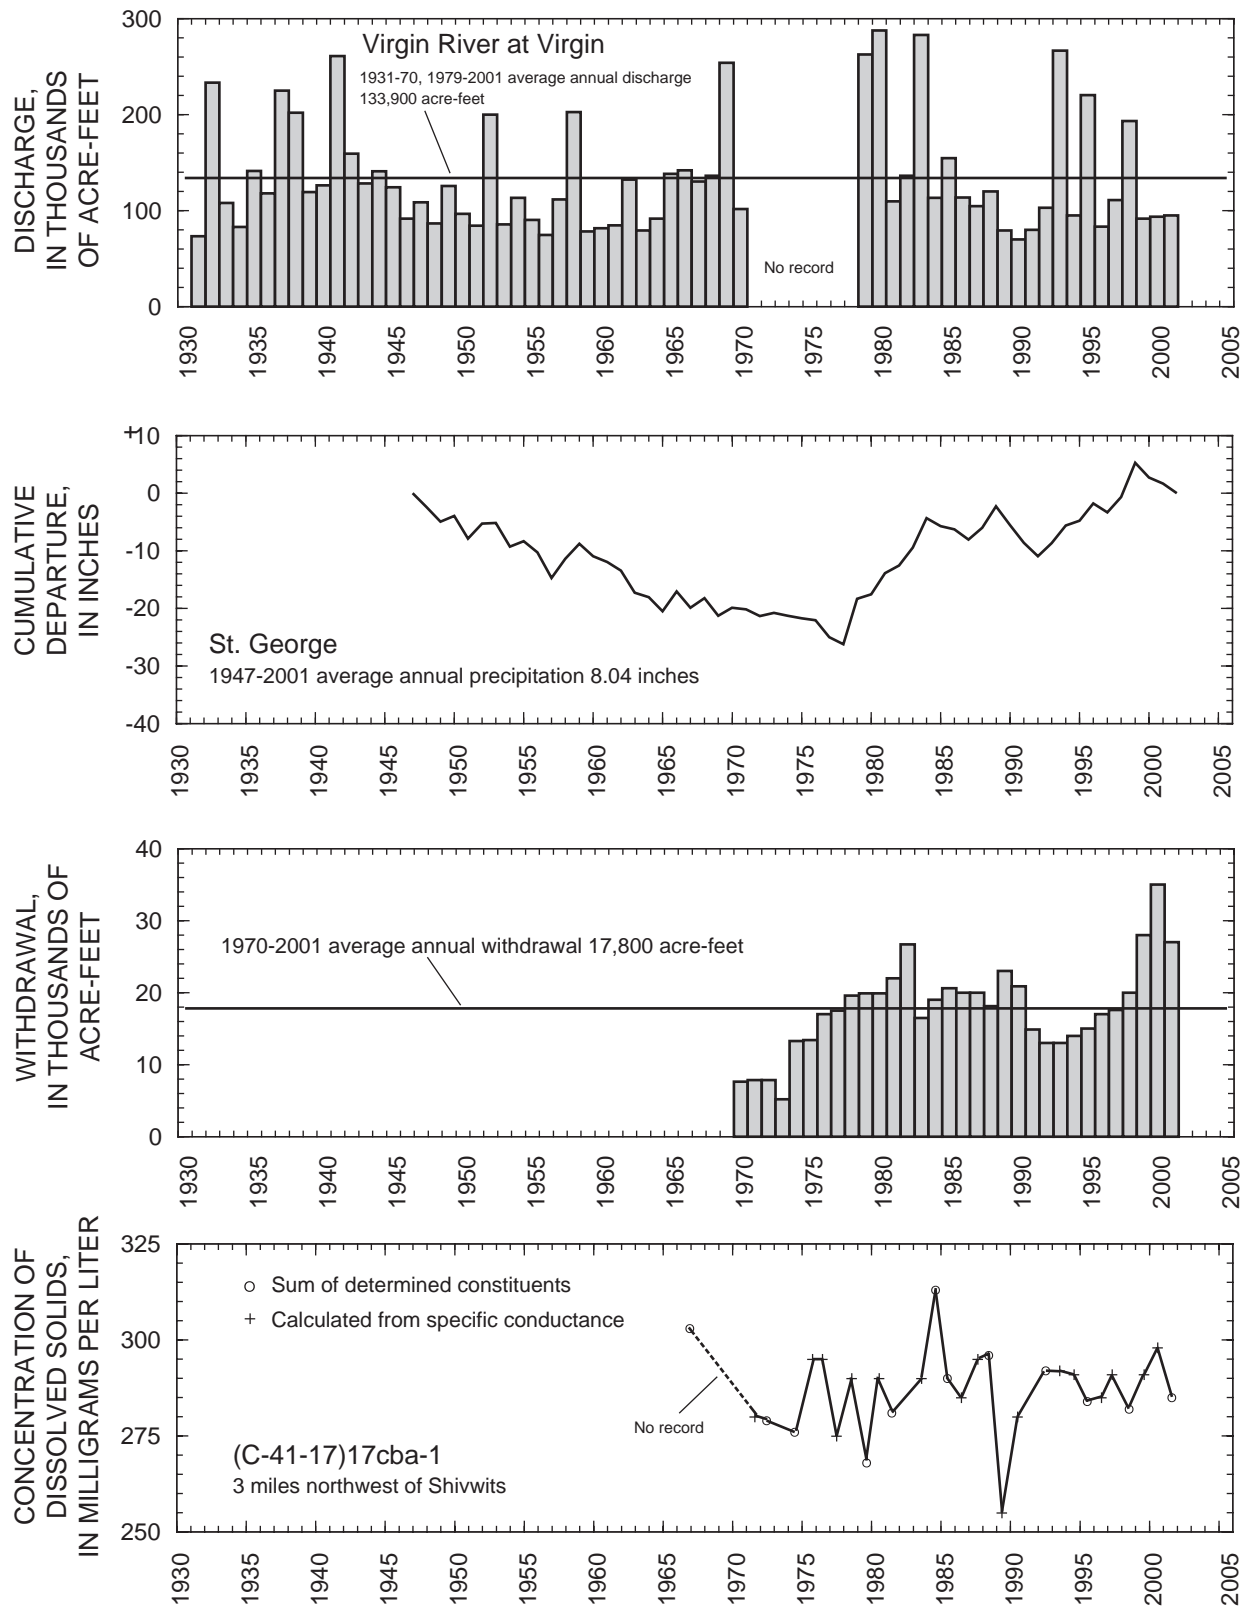 DISCHARGE,
IN THOUSANDS
OF ACRE-FEET
300
200
100
0
Virgin River at Virgin
1931-70, 1979-2001 average annual discharge
133,900 acre-feet
No record
1930 1935 1940 1945 1950 1955 1960 1965 1970 1975 1980 1985 1990 1995 2000 2005
CUMULATIVE
DEPARTURE,
IN INCHES
+10
0
-10
-20
-30
-40
St. George
1947-2001 average annual precipitation 8.04 inches
1930 1935 1940 1945 1950 1955 1960 1965 1970 1975 1980 1985 1990 1995 2000 2005
WITHDRAWAL,
IN THOUSANDS OF
ACRE-FEET
40
30
20
10
0
1970-2001 average annual withdrawal 17,800 acre-feet
1930 1935 1940 1945 1950 1955 1960 1965 1970 1975 1980 1985 1990 1995 2000 2005
CONCENTRATION OF
DISSOLVED SOLIDS,
IN MILLIGRAMS PER LITER
325
300
275
250
Sum of determined constituents
Calculated from specific conductance
No record
(C-41-17)17cba-1
3 miles northwest of Shivwits
1930 1935 1940 1945 1950 1955 1960 1965 1970 1975 1980 1985 1990 1995 2000 2005